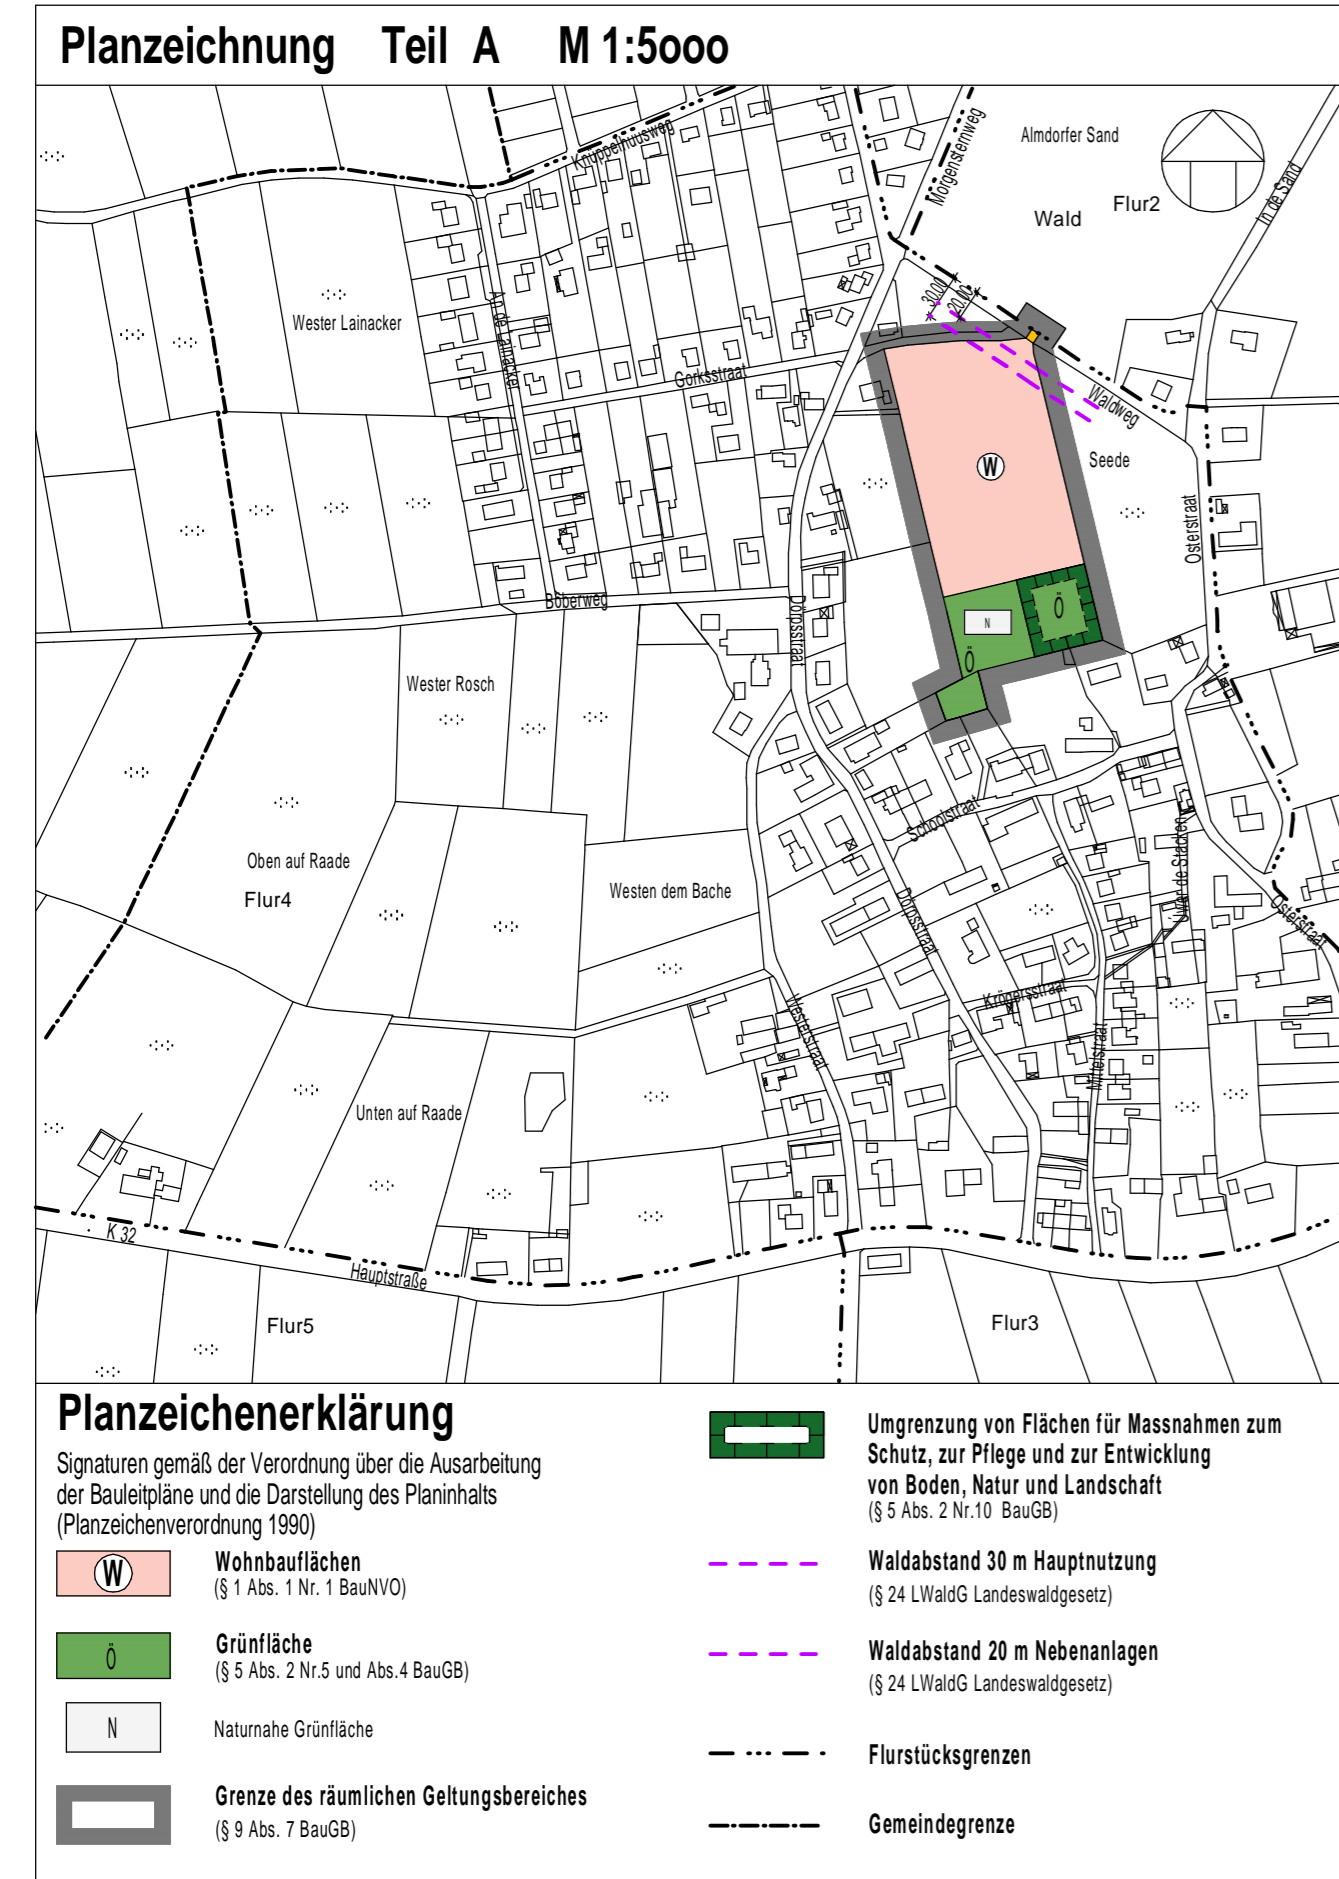 Planzeichnung Teil A M 1:5ooo
Knüppelhuusweg
Morgensternweg
Almdorfer Sand
Wald
Flur2
In de Sand
Wester Lainacker
An de Lainacker
30.00
20.00
Gorksstraat
Waldweg
W
Seede
Osterstraat
Böberweg
Dörpsstraat
N
Ö
Ö
Wester Rosch
Oben auf Raade
Flur4
Westen dem Bache
Schoolstraat
Dörpsstraat
Üwer de Stacken
Osterstraat
Krögersstraat
Westerstraat
Mittelstraat
Unten auf Raade
K 32
Hauptstraße
Flur5
Flur3
Planzeichenerklärung
Signaturen gemäß der Verordnung über die Ausarbeitung
der Bauleitpläne und die Darstellung des Planinhalts
(Planzeichenverordnung 1990)
W
Wohnbauflächen
(§ 1 Abs. 1 Nr. 1 BauNVO)
Ö
Grünfläche
(§ 5 Abs. 2 Nr.5 und Abs.4 BauGB)
N
Naturnahe Grünfläche
Grenze des räumlichen Geltungsbereiches
(§ 9 Abs. 7 BauGB)
Umgrenzung von Flächen für Massnahmen zum
Schutz, zur Pflege und zur Entwicklung
von Boden, Natur und Landschaft
(§ 5 Abs. 2 Nr.10 BauGB)
Waldabstand 30 m Hauptnutzung
(§ 24 LWaldG Landeswaldgesetz)
Waldabstand 20 m Nebenanlagen
(§ 24 LWaldG Landeswaldgesetz)
Flurstücksgrenzen
Gemeindegrenze